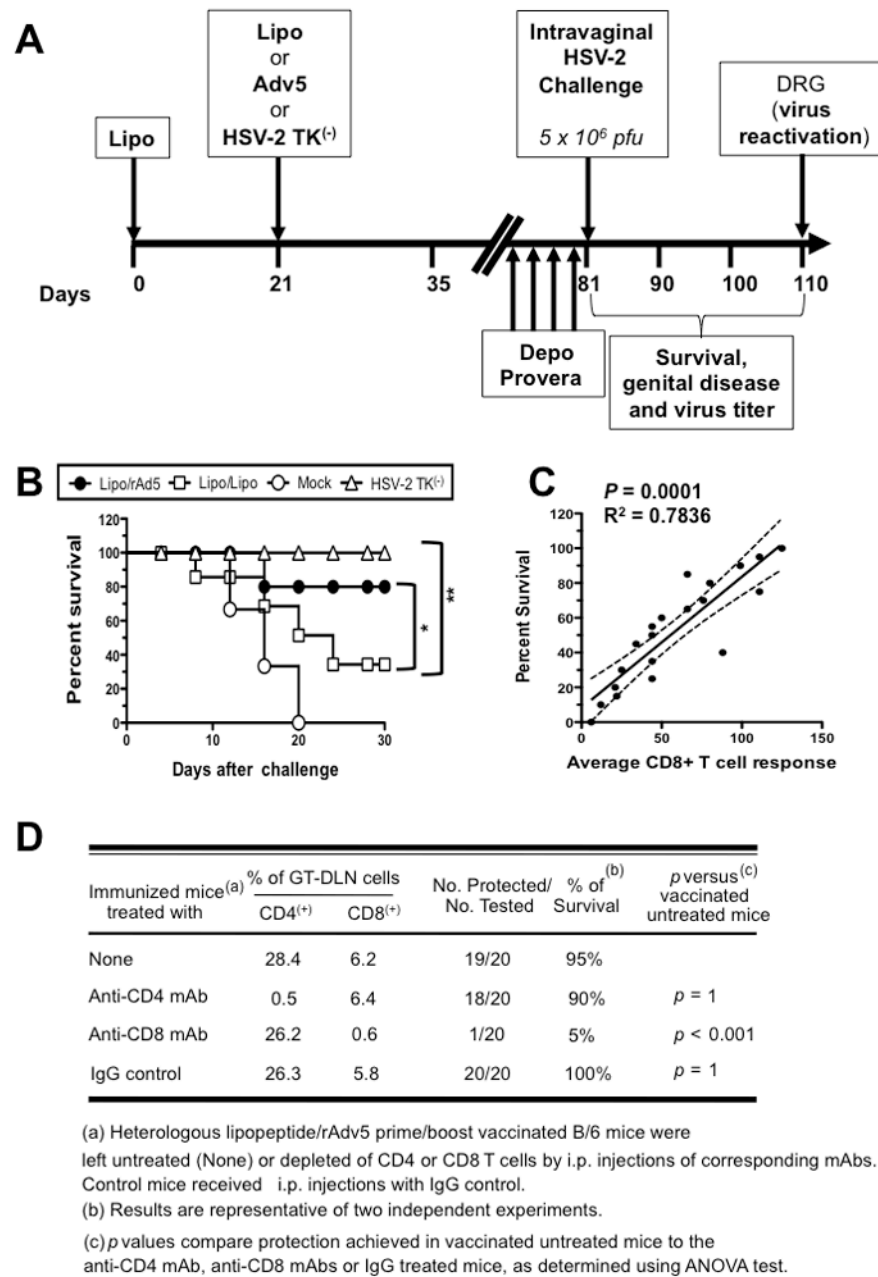 A
Lipo
Lipo
or
Adv5
or
HSV-2 TK(-)
Intravaginal
HSV-2
Challenge
5 x 10⁶ pfu
DRG
(virus
reactivation)
Days
0 21 35 81 90 100 110
Depo
Provera
Survival,
genital disease
and virus titer
B
Lipo/rAd5 Lipo/Lipo Mock HSV-2 TK(-)
Percent survival
120
100
80
60
40
20
0
0 10 20 30
Days after challenge
*
**
C
P = 0.0001
R² = 0.7836
Percent Survival
120
100
80
60
40
20
0
0 50 100 150
Average CD8+ T cell response
D
Immunized mice(a)
treated with
% of GT-DLN cells
CD4(+) CD8(+)
No. Protected/
No. Tested
% of (b)
Survival
p versus(c)
vaccinated
untreated mice
None 28.4 6.2 19/20 95%
Anti-CD4 mAb 0.5 6.4 18/20 90% p = 1
Anti-CD8 mAb 26.2 0.6 1/20 5% p < 0.001
IgG control 26.3 5.8 20/20 100% p = 1
(a) Heterologous lipopeptide/rAdv5 prime/boost vaccinated B/6 mice were
left untreated (None) or depleted of CD4 or CD8 T cells by i.p. injections of corresponding mAbs.
Control mice received i.p. injections with IgG control.
(b) Results are representative of two independent experiments.
(c) p values compare protection achieved in vaccinated untreated mice to the
anti-CD4 mAb, anti-CD8 mAbs or IgG treated mice, as determined using ANOVA test.